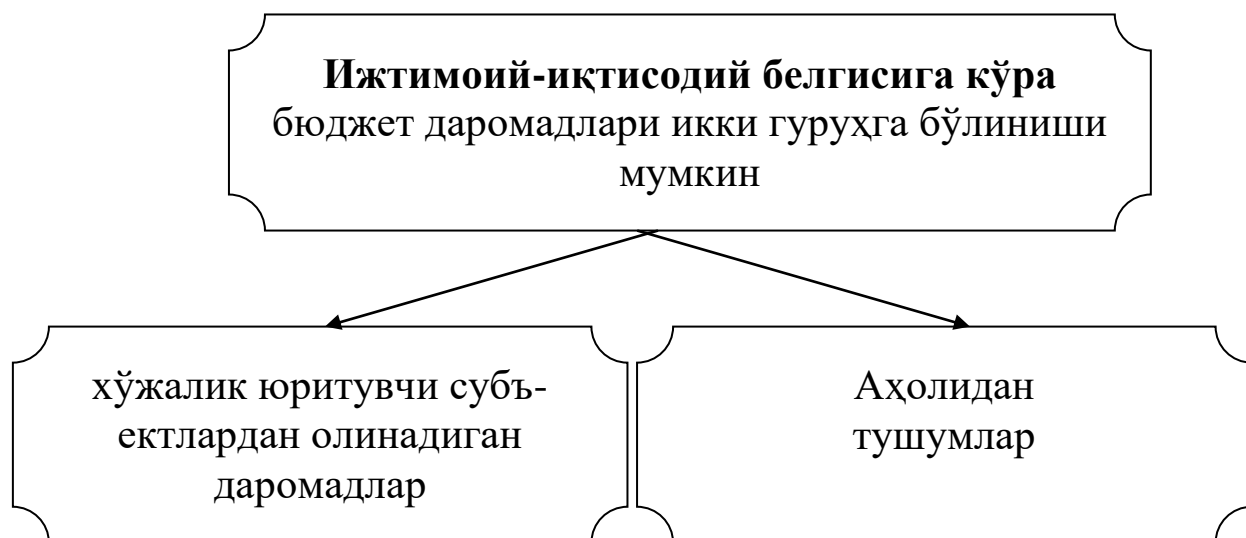 Ижтимоий-иқтисодий белгисига кўра
бюджет даромадлари икки гуруҳга бўлиниши
мумкин
хўжалик юритувчи субъ-
ектлардан олинадиган
даромадлар
Аҳолидан
тушумлар